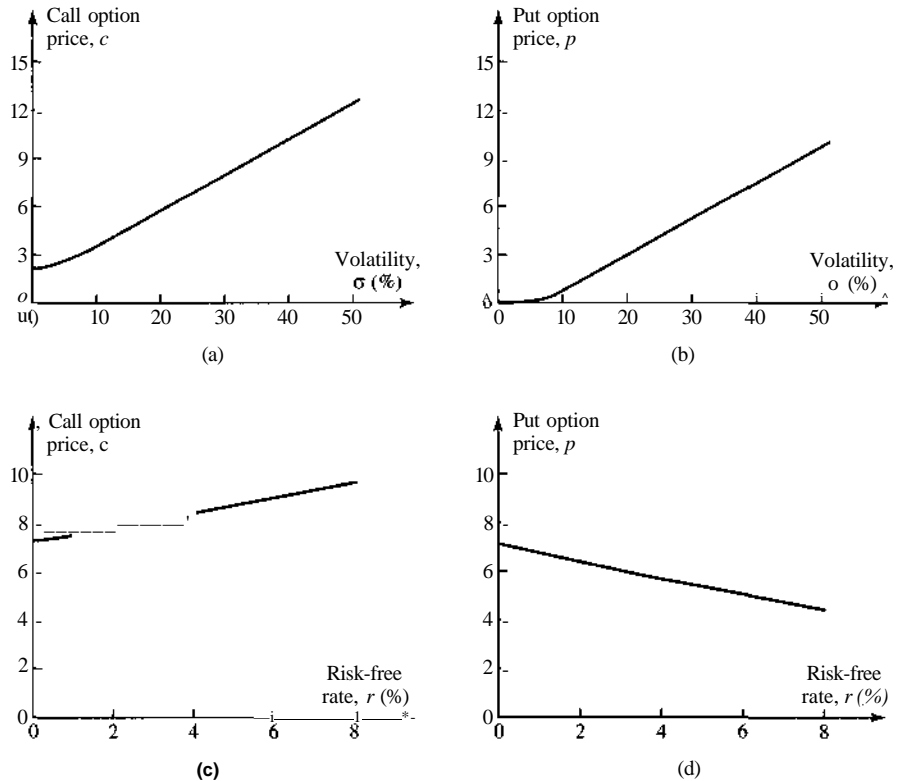 Call option
price, c
15
12
9
6
3
Volatility,
σ (%)
o
ut)
10
20
30
40
50
(a)
Put option
price, p
15
12
9
6
3
Volatility,
o (%)
0
10
20
30
40
50
(b)
Call option
price, c
10
8
6
4
2
0
Risk-free
rate, r (%)
0
2
4
6
8
(c)
Put option
price, p
10
8
6
4
2
0
Risk-free
rate, r (%)
0
2
4
6
8
(d)